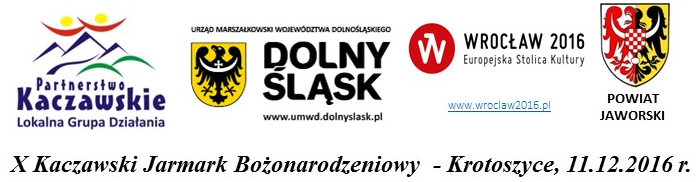 Partnerstwo
Kaczawskie
Lokalna Grupa Działania
URZĄD MARSZAŁKOWSKI WOJEWÓDZTWA DOLNOŚLĄSKIEGO
DOLNY
ŚLĄSK
www.umwd.dolnyslask.pl
WROCŁAW 2016
Europejska Stolica Kultury
www.wroclaw2016.pl
POWIAT
JAWORSKI
X Kaczawski Jarmark Bożonarodzeniowy - Krotoszyce, 11.12.2016 r.